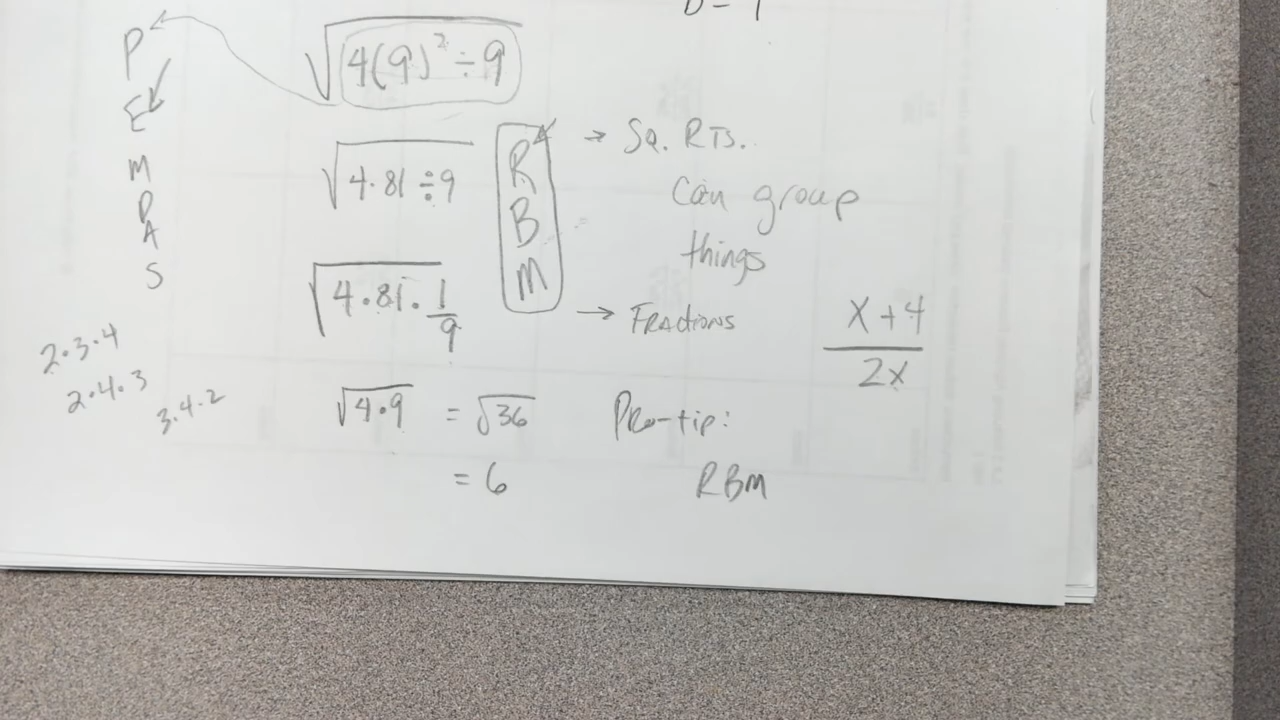 P
E
M
D
A
S
√4(9)² ÷ 9
√4·81 ÷ 9
√4·81·1/9
√4·9 = √36
= 6
R
B
M
→ SQ. RTS.
Can group
things
→ FRACTIONS
x + 4
2x
Pro-tip:
RBM
2·3·4
2·4·3
3·4·2